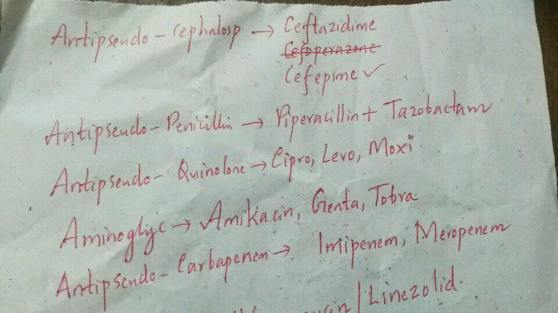 Antipseudo - Cephalosp → Ceftazidime
Cefoperazone
Cefepime ✓
Antipseudo - Penicillin → Piperacillin + Tazobactam
Antipseudo - Quinolone → Cipro, Levo, Moxi
Aminoglyc → Amikacin, Genta, Tobra
Antipseudo - Carbapenem → Imipenem, Meropenem
/ Linezolid.